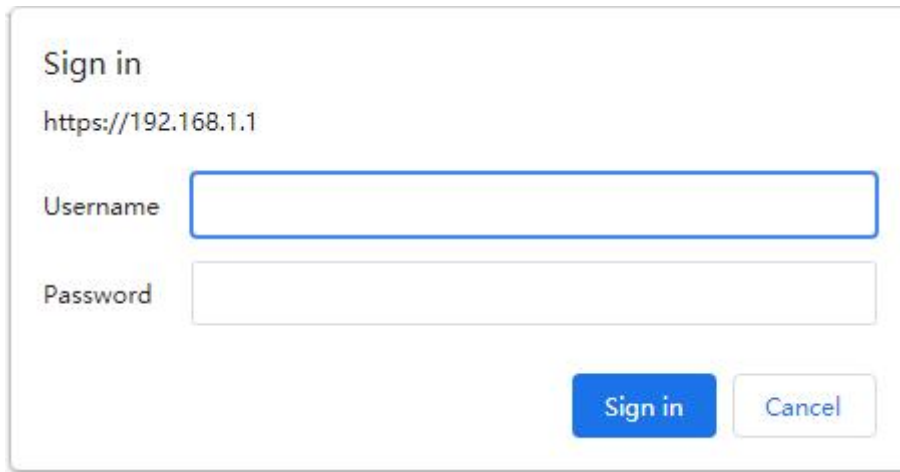 Sign in
https://192.168.1.1
Username
Password
Sign in Cancel